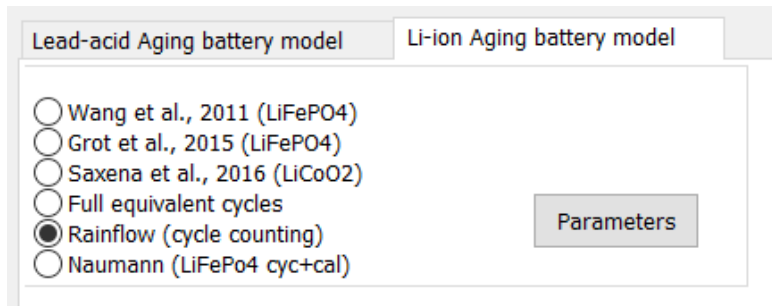 Lead-acid Aging battery model
Li-ion Aging battery model
Wang et al., 2011 (LiFePO4)
Grot et al., 2015 (LiFePO4)
Saxena et al., 2016 (LiCoO2)
Full equivalent cycles
Rainflow (cycle counting)
Naumann (LiFePo4 cyc+cal)
Parameters